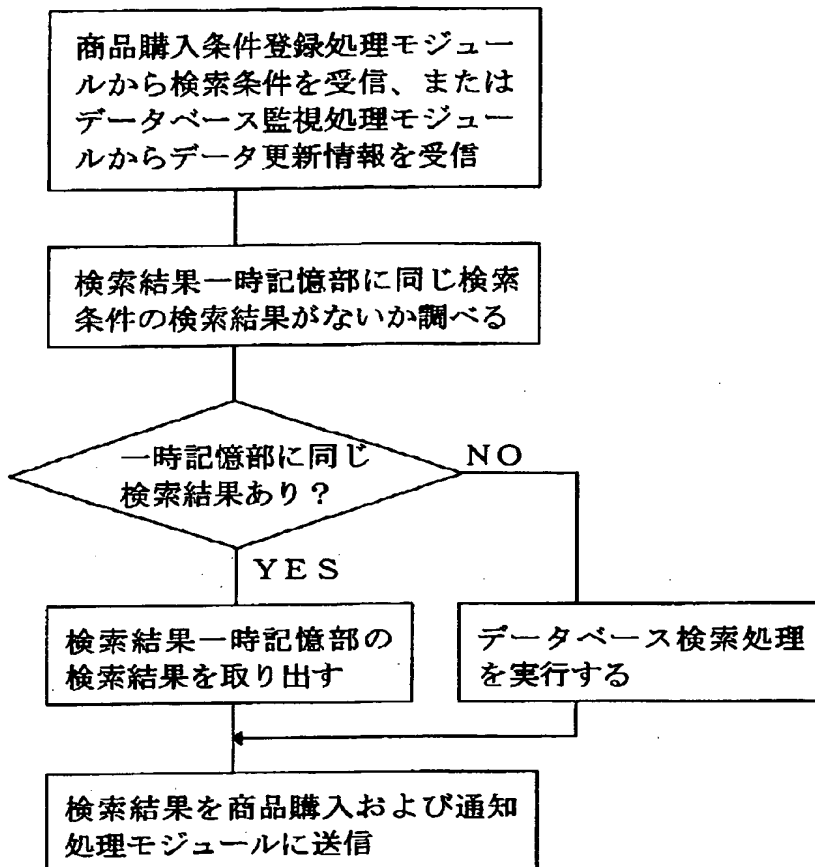 商品購入条件登録処理モジュー
ルから検索条件を受信、または
データベース監視処理モジュー
ルからデータ更新情報を受信
検索結果一時記憶部に同じ検索
条件の検索結果がないか調べる
一時記憶部に同じ
検索結果あり?
NO
YES
検索結果一時記憶部の
検索結果を取り出す
データベース検索処理
を実行する
検索結果を商品購入および通知
処理モジュールに送信